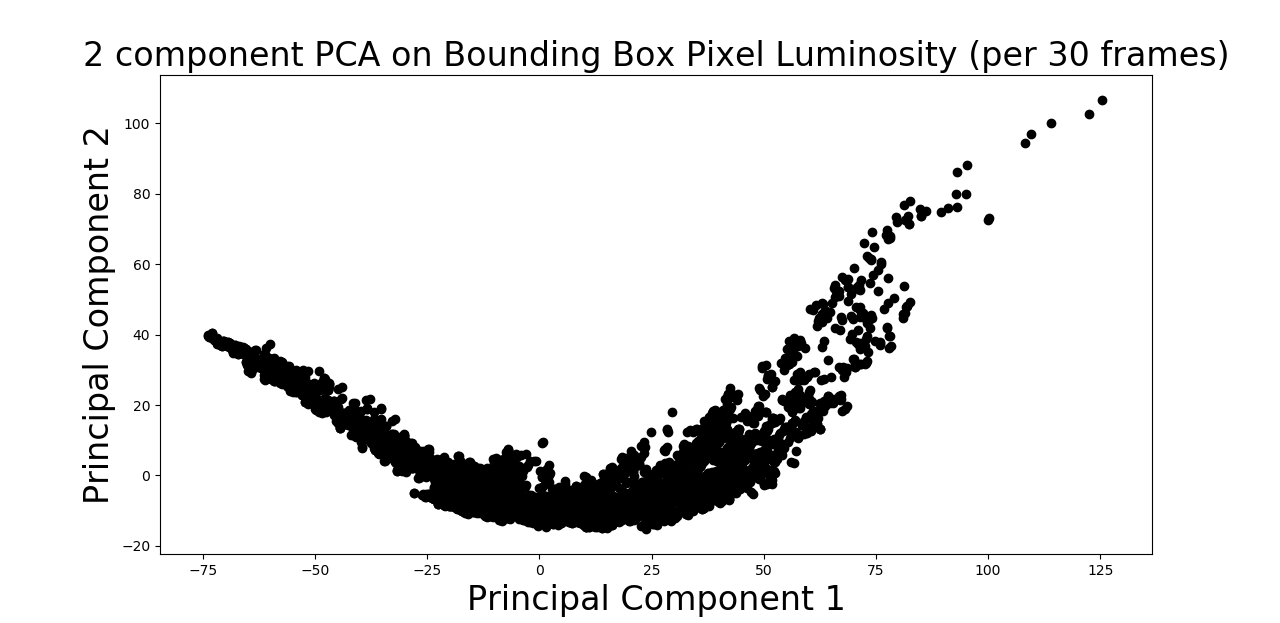 2 component PCA on Bounding Box Pixel Luminosity (per 30 frames)
Principal Component 2
100
80
60
40
20
0
−20
−75 −50 −25 0 25 50 75 100 125
Principal Component 1